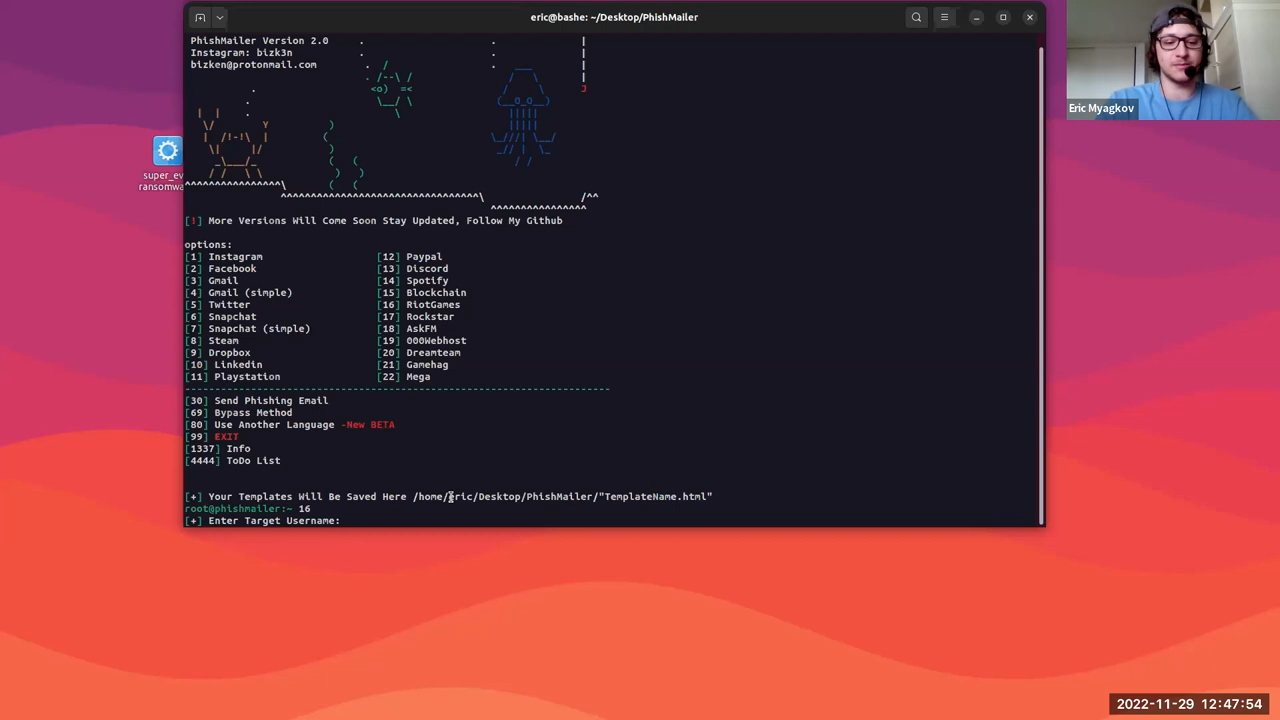 eric@bashe: ~/Desktop/PhishMailer
PhishMailer Version 2.0
Instagram: bizk3n
bizken@protonmail.com
Eric Myagkov
super_ev
ransomwa
[!] More Versions Will Come Soon Stay Updated, Follow My Github
options:
[1] Instagram [12] Paypal
[2] Facebook [13] Discord
[3] Gmail [14] Spotify
[4] Gmail (simple) [15] Blockchain
[5] Twitter [16] RiotGames
[6] Snapchat [17] Rockstar
[7] Snapchat (simple) [18] AskFM
[8] Steam [19] 000Webhost
[9] Dropbox [20] Dreamteam
[10] Linkedin [21] Gamehag
[11] Playstation [22] Mega
[30] Send Phishing Email
[69] Bypass Method
[80] Use Another Language -New BETA
[99] EXIT
[1337] Info
[4444] ToDo List
[+] Your Templates Will Be Saved Here /home/eric/Desktop/PhishMailer/"TemplateName.html"
root@phishmailer:~ 16
[+] Enter Target Username:
2022-11-29 12:47:54